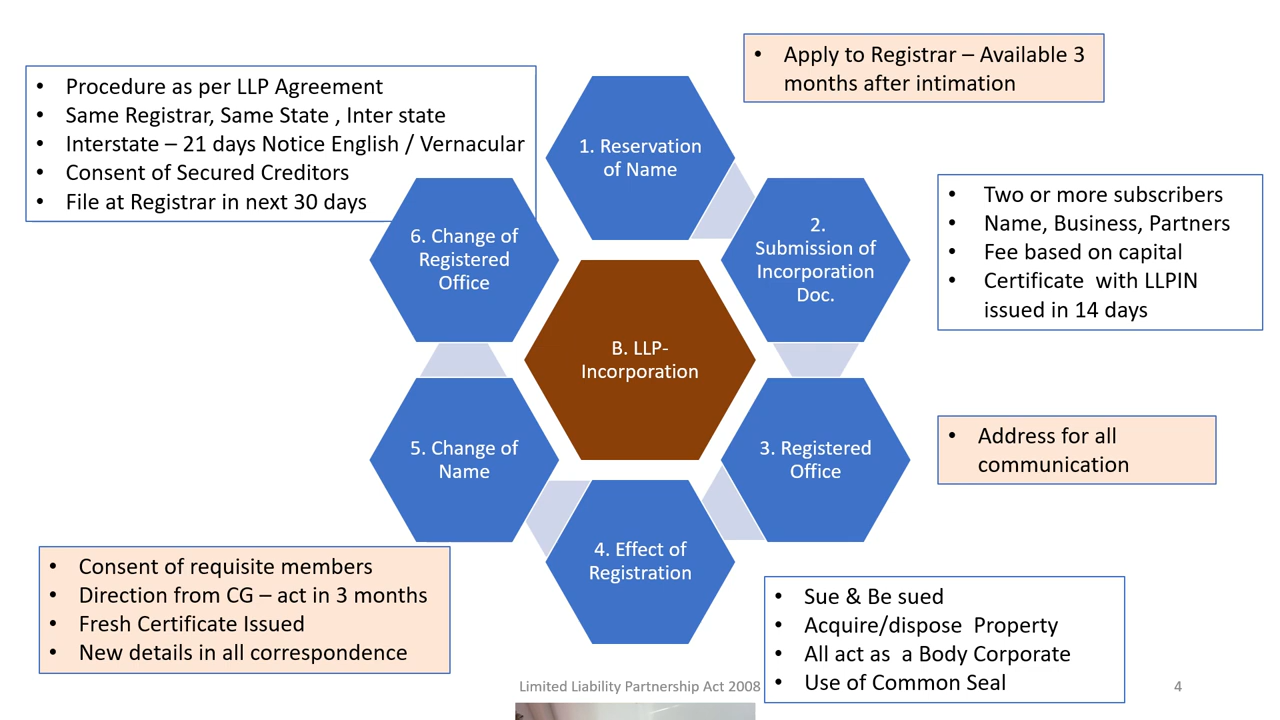 • Apply to Registrar – Available 3
months after intimation
• Procedure as per LLP Agreement
• Same Registrar, Same State , Inter state
• Interstate – 21 days Notice English / Vernacular
• Consent of Secured Creditors
• File at Registrar in next 30 days
1. Reservation
of Name
2.
Submission of
Incorporation
Doc.
• Two or more subscribers
• Name, Business, Partners
• Fee based on capital
• Certificate with LLPIN
issued in 14 days
6. Change of
Registered
Office
B. LLP-
Incorporation
3. Registered
Office
• Address for all
communication
5. Change of
Name
4. Effect of
Registration
• Consent of requisite members
• Direction from CG – act in 3 months
• Fresh Certificate Issued
• New details in all correspondence
• Sue & Be sued
• Acquire/dispose Property
• All act as a Body Corporate
• Use of Common Seal
Limited Liability Partnership Act 2008
4